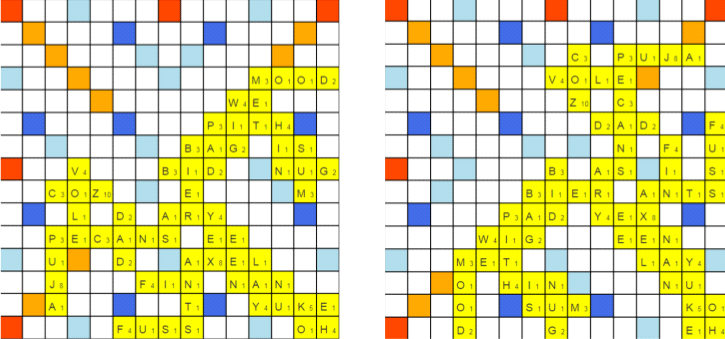 M3 O1 O1 D2
W4 E1
P3 I1 T1 H4
B3 A1 G2 I1 S1
V4 B3 I1 D2 N1 U1 G2
C3 O1 Z10 E1 M3
L1 D2 A1 R1 Y4
P3 E1 C3 A1 N1 S1 E1 E1
U1 D2 A1 X8 E1 L1
J8 F4 I1 N1 N1 A1 N1
A1 T1 Y4 U1 K5 E1
F4 U1 S1 S1 O1 H4
C3 P3 U1 J8 A1
V4 O1 L1 E1
Z10 C3
D2 A1 D2 F4
N1 F4 U1
B3 A1 S1 I1 S1
B3 I1 E1 R1 A1 N1 T1 S1
P3 A1 D2 Y4 E1 X8
W4 I1 G2 E1 E1 N1
M3 E1 T1 L1 A1 Y4
O1 H4 I1 N1 N1 U1
O1 S1 U1 M3 K5 O1
D2 G2 E1 H4